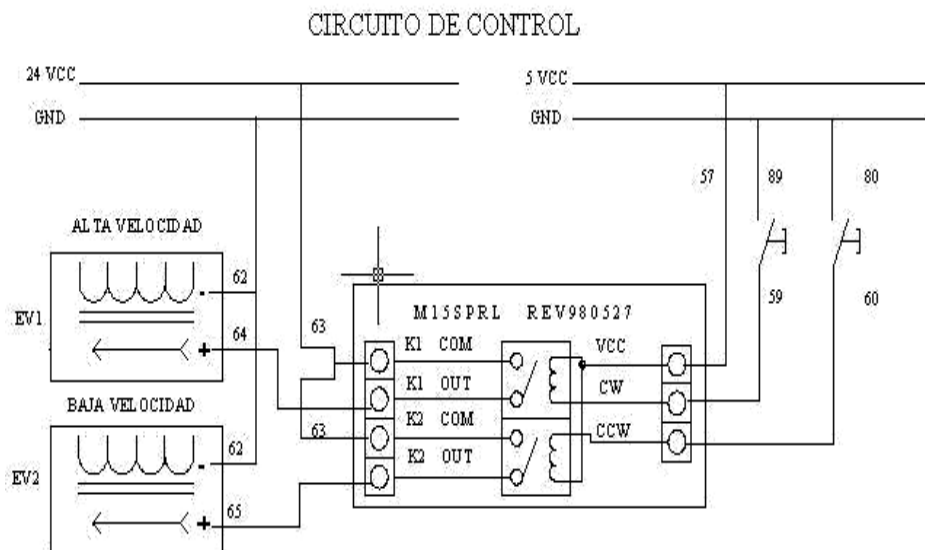 CIRCUITO DE CONTROL
24 VCC
GND
5 VCC
GND
57
89
80
59
60
ALTA VELOCIDAD
EV1
-
62
+
64
BAJA VELOCIDAD
EV2
-
62
+
65
63
63
M15SPRL REV980527
K1 COM
K1 OUT
K2 COM
K2 OUT
VCC
CW
CCW